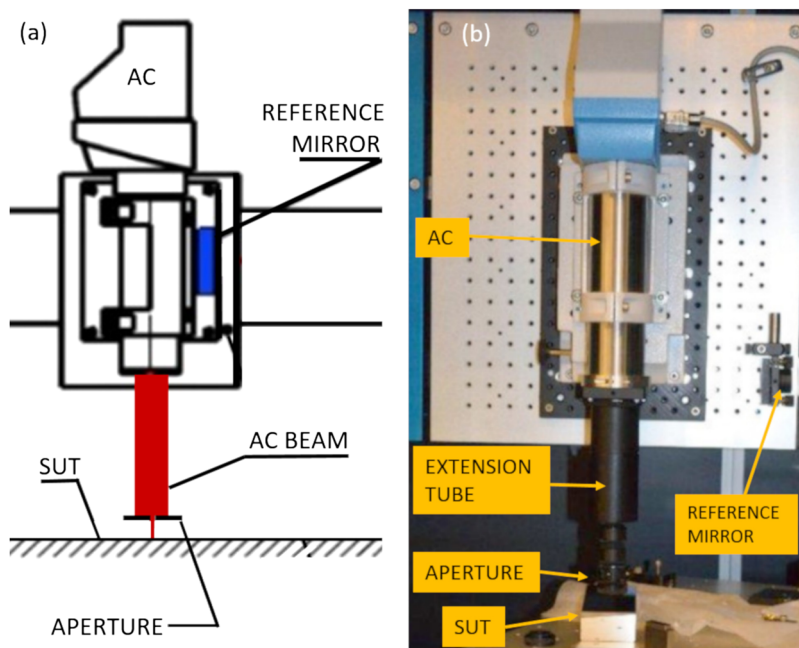 (a)
AC
REFERENCE
MIRROR
AC BEAM
SUT
APERTURE
(b)
AC
EXTENSION
TUBE
REFERENCE
MIRROR
APERTURE
SUT